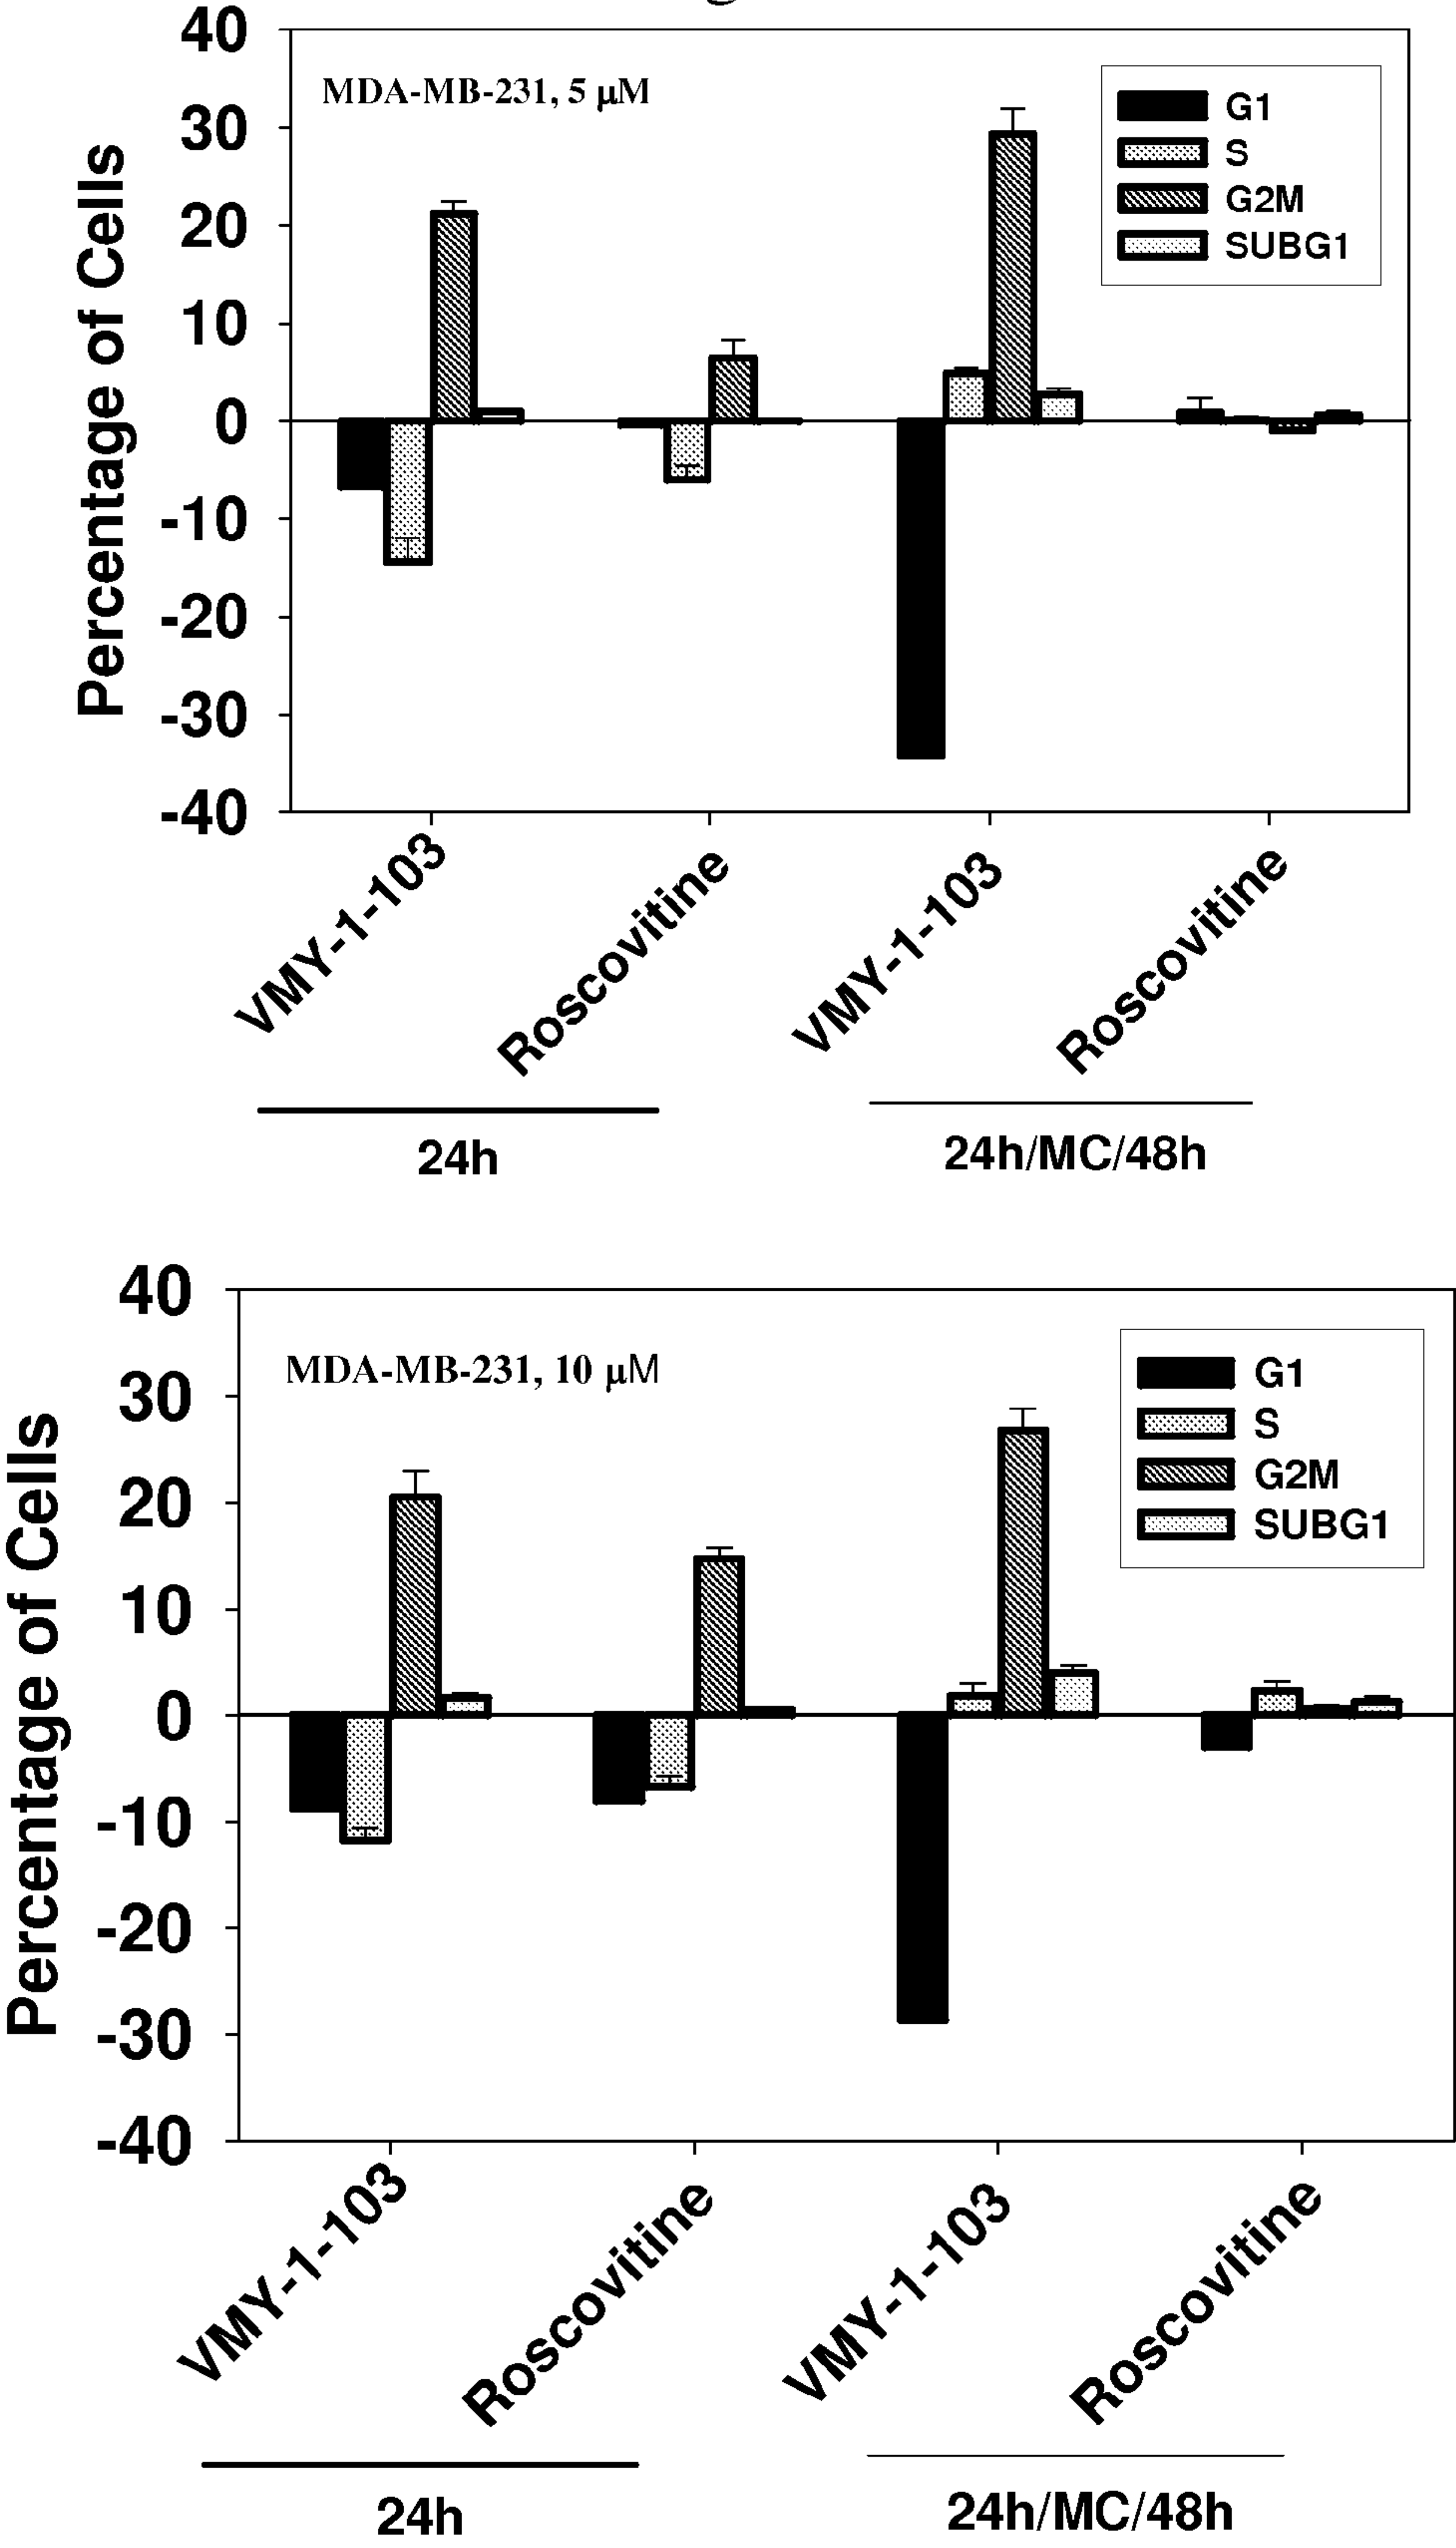 MDA-MB-231, 5 μM
G1
S
G2M
SUBG1
Percentage of Cells
40
30
20
10
0
-10
-20
-30
-40
VMY-1-103
Roscovitine
VMY-1-103
Roscovitine
24h
24h/MC/48h
MDA-MB-231, 10 μM
G1
S
G2M
SUBG1
Percentage of Cells
40
30
20
10
0
-10
-20
-30
-40
VMY-1-103
Roscovitine
VMY-1-103
Roscovitine
24h
24h/MC/48h